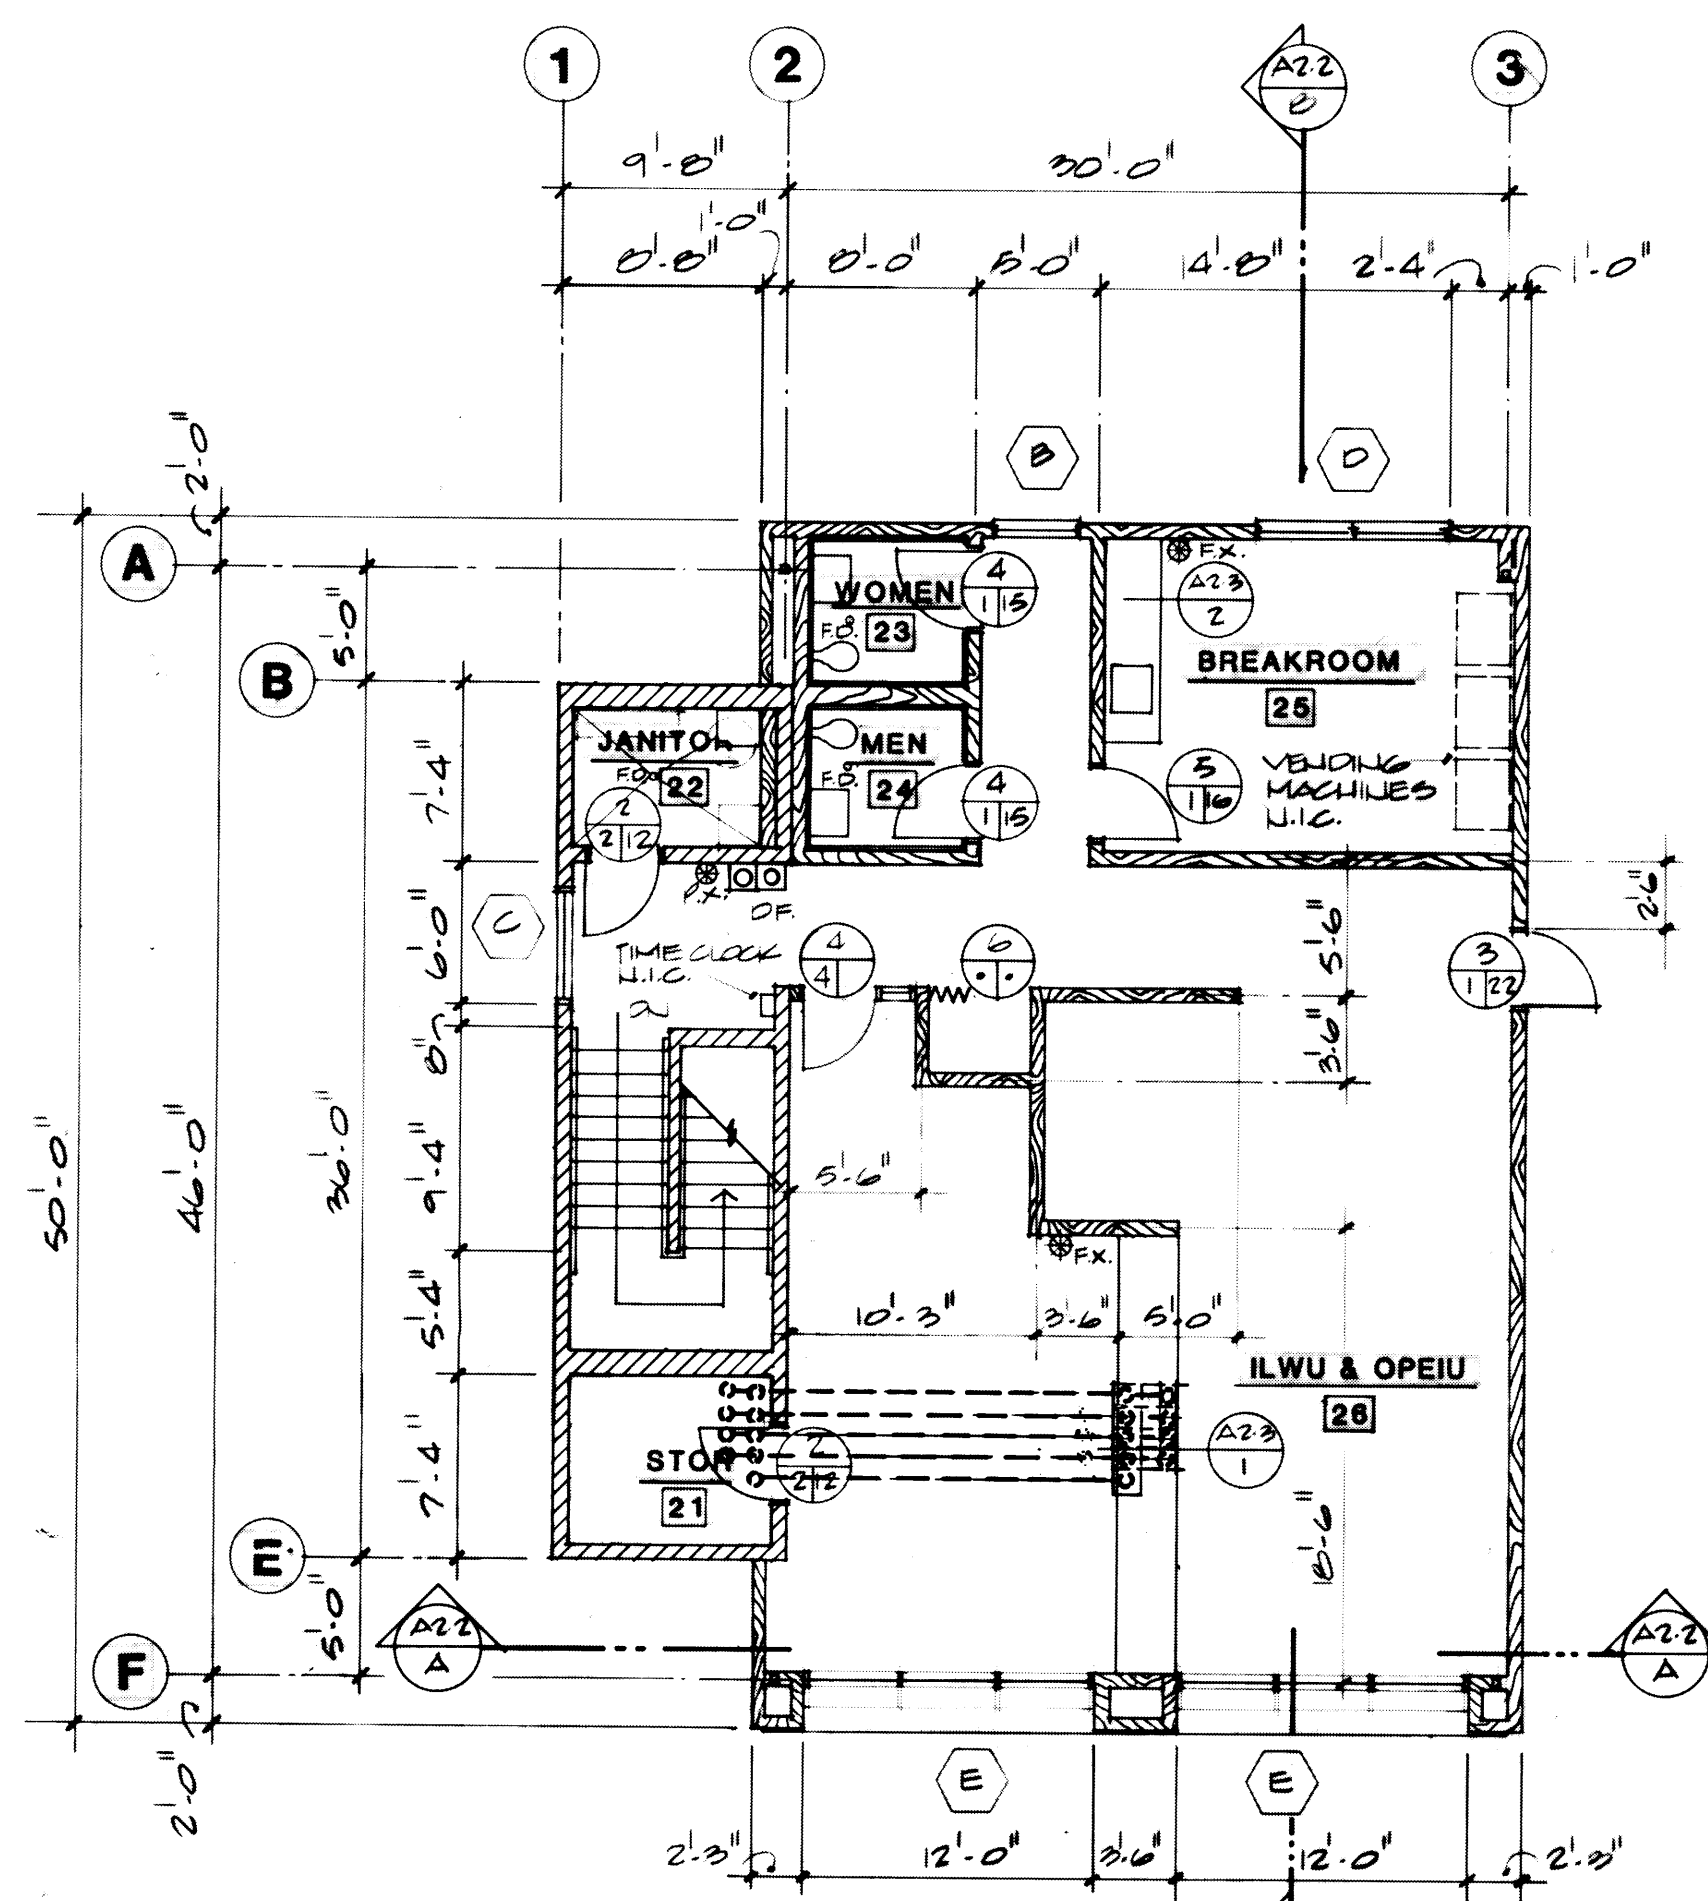 1
2
3
A2.2
B
9'-8"
30'-0"
1'-0"
8'-8"
8'-0"
5'-0"
14'-8"
2'-4"
1'-0"
B
D
2'-0"
A
5'-0"
B
WOMEN
F.D.
23
4
1 15
F.X.
A2.3
2
BREAKROOM
25
JANITOR
F.D.
22
2
2 12
MEN
F.D.
24
4
1 15
5
1 16
VENDING
MACHINES
N.I.C.
7'-4"
F.X.
DF.
C
6'-0"
TIME CLOCK
N.I.C.
4
4
6
5'-6"
2'-6"
3
1 22
8"
3'-6"
50'-0"
46'-0"
36'-0"
9'-4"
5'-6"
F.X.
5'-4"
10'-3"
3'-6"
5'-0"
ILWU & OPEIU
26
7'-4"
STOR
21
2
2 12
A2.3
1
18'-6"
E
5'-0"
A2.2
A
A2.2
A
F
2'-0"
E
E
2'-3"
12'-0"
3'-6"
12'-0"
2'-3"